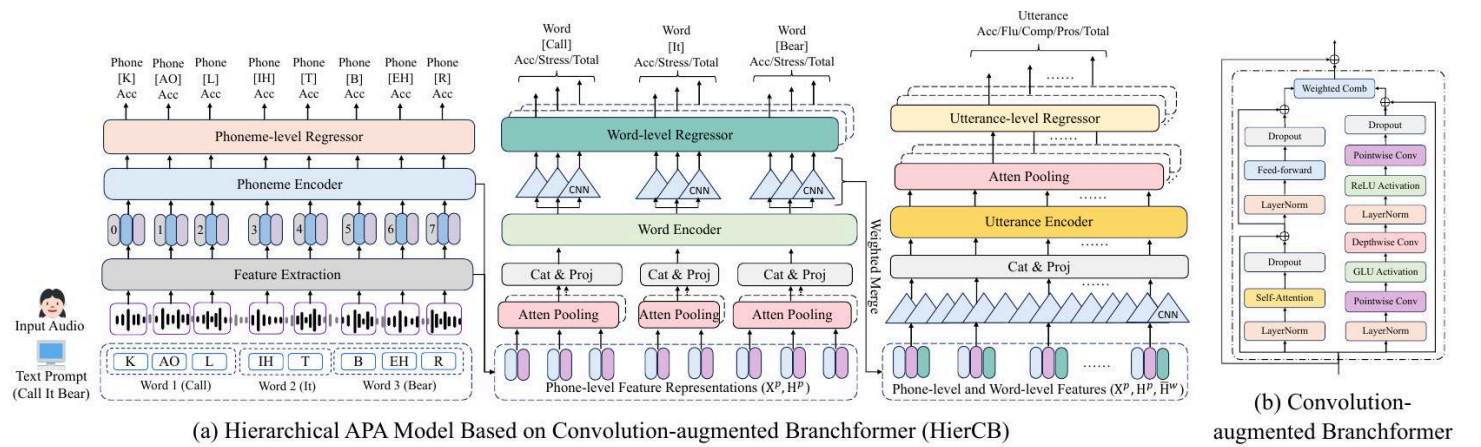 Phone Phone Phone Phone Phone Phone Phone Phone
[K] [AO] [L] [IH] [T] [B] [EH] [R]
Acc Acc Acc Acc Acc Acc Acc Acc
Phoneme-level Regressor
Phoneme Encoder
0 1 2 3 4 5 6 7
Feature Extraction
Input Audio
Text Prompt
(Call It Bear)
K AO L IH T B EH R
Word 1 (Call) Word 2 (It) Word 3 (Bear)
Word Word Word
[Call] [It] [Bear]
Acc/Stress/Total Acc/Stress/Total Acc/Stress/Total
Word-level Regressor
CNN CNN CNN
Word Encoder
Cat & Proj Cat & Proj Cat & Proj
Atten Pooling Atten Pooling Atten Pooling
Phone-level Feature Representations (Xᵖ, Hᵖ)
Weighted Merge
Utterance
Acc/Flu/Comp/Pros/Total
......
Utterance-level Regressor
......
Atten Pooling
......
Utterance Encoder
......
Cat & Proj
CNN
......
......
Phone-level and Word-level Features (Xᵖ, Hᵖ, H̅ʷ)
(a) Hierarchical APA Model Based on Convolution-augmented Branchformer (HierCB)
Weighted Comb
Dropout
Feed-forward
LayerNorm
Dropout
Self-Attention
LayerNorm
Dropout
Pointwise Conv
ReLU Activation
LayerNorm
Depthwise Conv
GLU Activation
Pointwise Conv
LayerNorm
(b) Convolution-
augmented Branchformer